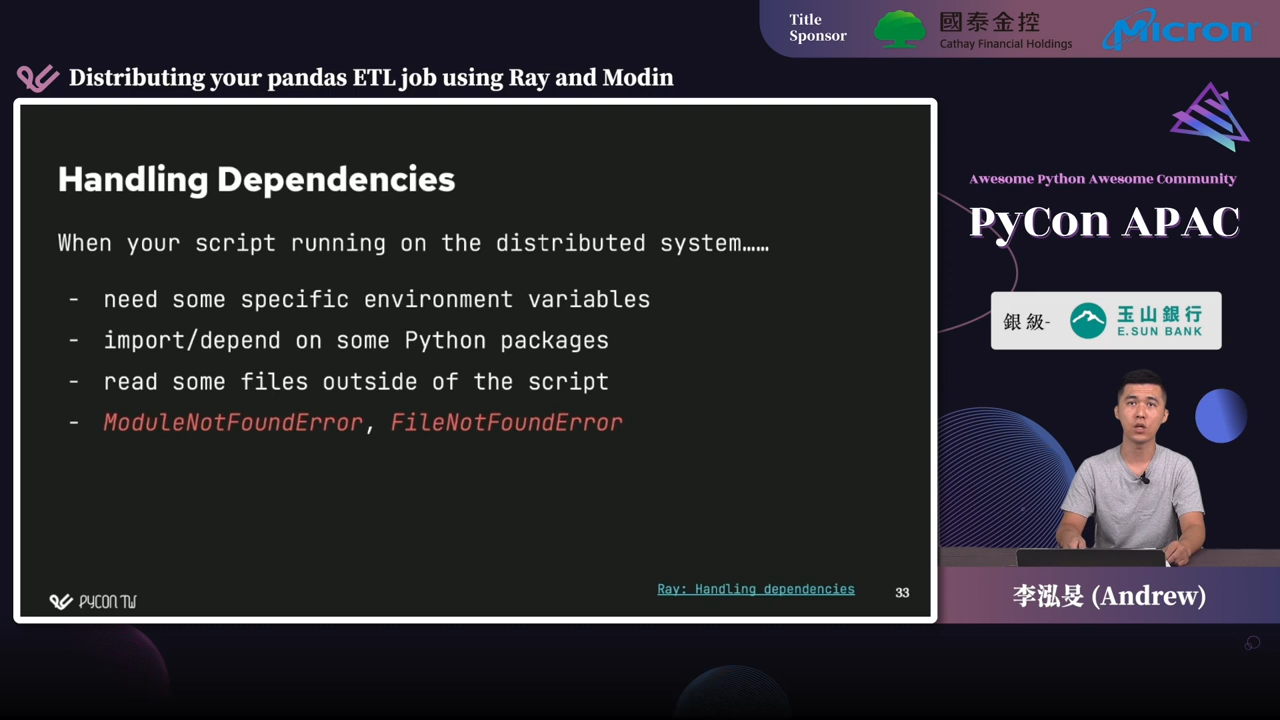 Title
Sponsor
國泰金控
Cathay Financial Holdings
Micron
Distributing your pandas ETL job using Ray and Modin
Handling Dependencies
When your script running on the distributed system……
- need some specific environment variables
- import/depend on some Python packages
- read some files outside of the script
- ModuleNotFoundError, FileNotFoundError
PYCON TW
Ray: Handling dependencies
33
Awesome Python Awesome Community
PyCon APAC
銀級-
玉山銀行
E.SUN BANK
李泓旻 (Andrew)